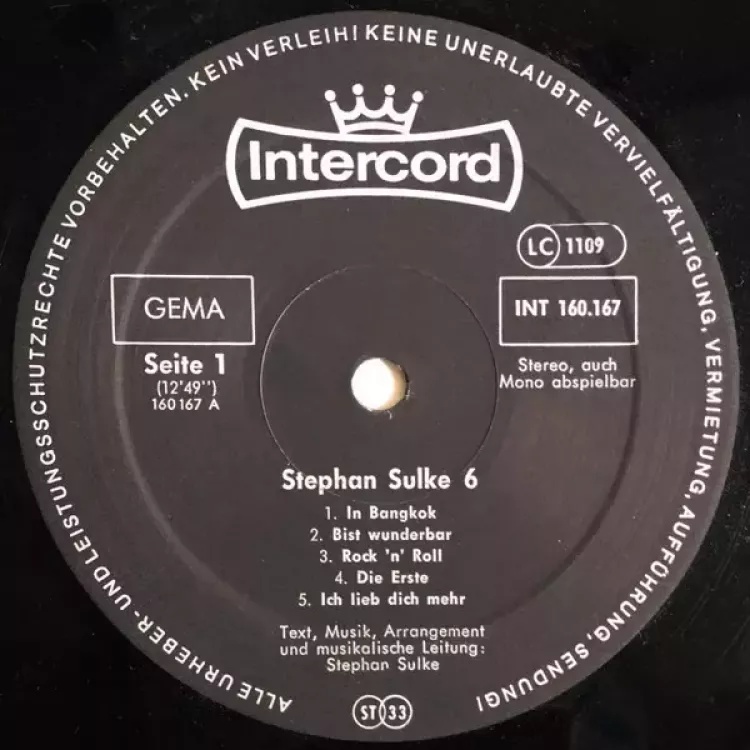 ALLE URHEBER- UND LEISTUNGSSCHUTZRECHTE VORBEHALTEN. KEIN VERLEIH! KEINE UNERLAUBTE VERVIELFÄLTIGUNG, VERMIETUNG, AUFFÜHRUNG, SENDUNG!
Intercord
LC 1109
GEMA
INT 160.167
Seite 1
(12'49'')
160167 A
Stereo, auch
Mono abspielbar
Stephan Sulke 6
1. In Bangkok
2. Bist wunderbar
3. Rock 'n' Roll
4. Die Erste
5. Ich lieb dich mehr
Text, Musik, Arrangement
und musikalische Leitung:
Stephan Sulke
ST 33